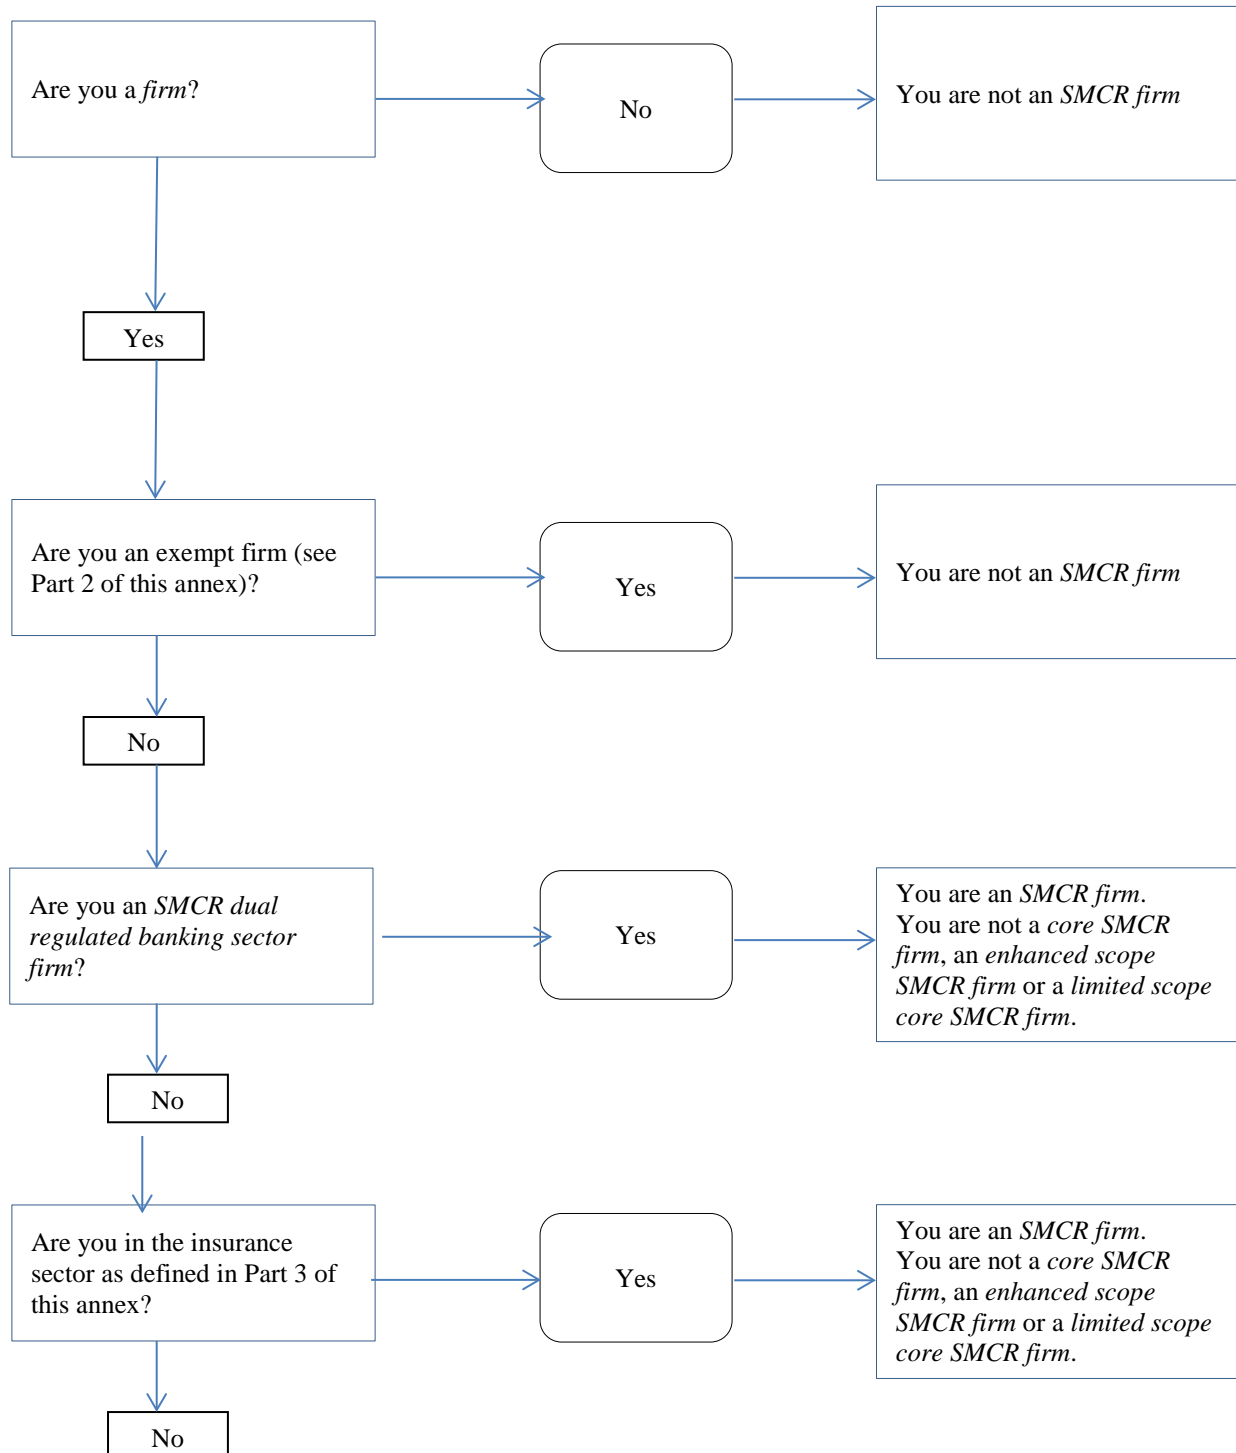 Are you a firm?
No
You are not an SMCR firm
Yes
Are you an exempt firm (see
Part 2 of this annex)?
Yes
You are not an SMCR firm
No
Are you an SMCR dual
regulated banking sector
firm?
Yes
You are an SMCR firm.
You are not a core SMCR
firm, an enhanced scope
SMCR firm or a limited scope
core SMCR firm.
No
Are you in the insurance
sector as defined in Part 3 of
this annex?
Yes
You are an SMCR firm.
You are not a core SMCR
firm, an enhanced scope
SMCR firm or a limited scope
core SMCR firm.
No